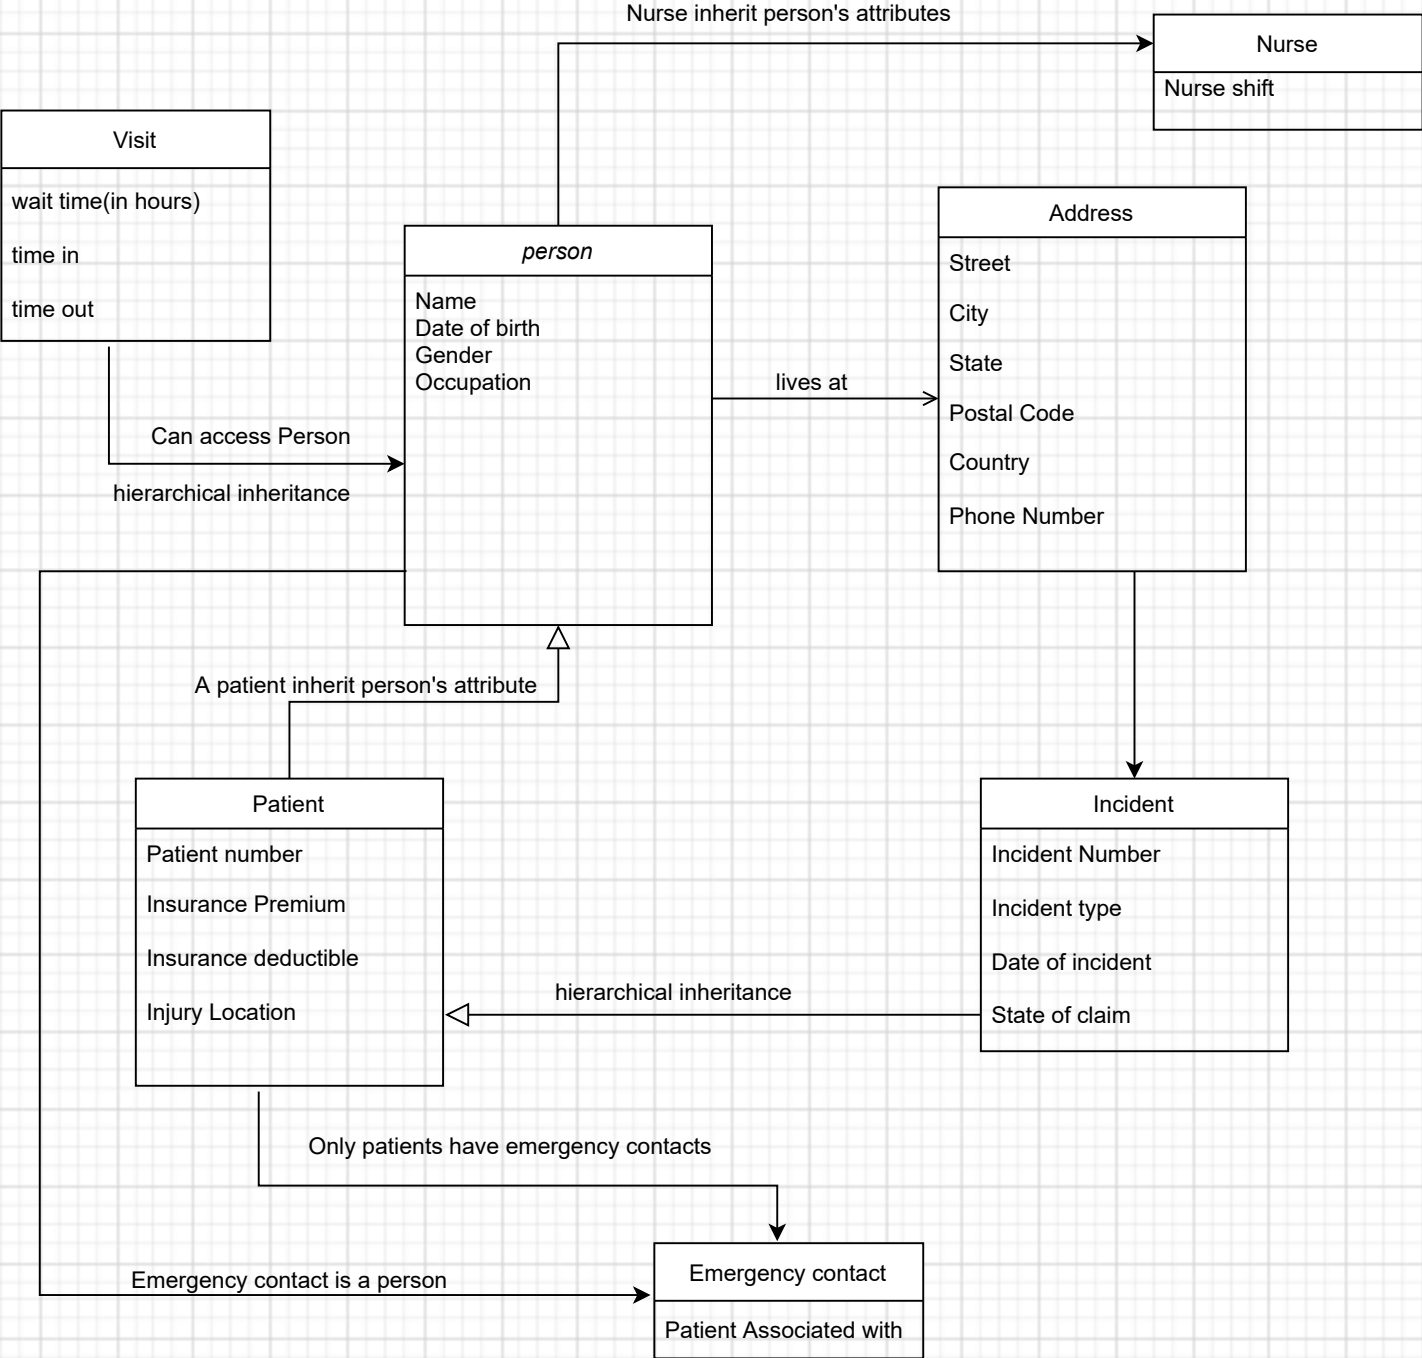 Nurse inherit person's attributes
Nurse
Nurse shift
Visit
wait time(in hours)
time in
time out
person
Name
Date of birth
Gender
Occupation
Address
Street
City
State
Postal Code
Country
Phone Number
lives at
Can access Person
hierarchical inheritance
A patient inherit person's attribute
Patient
Patient number
Insurance Premium
Insurance deductible
Injury Location
Incident
Incident Number
Incident type
Date of incident
State of claim
hierarchical inheritance
Only patients have emergency contacts
Emergency contact is a person
Emergency contact
Patient Associated with